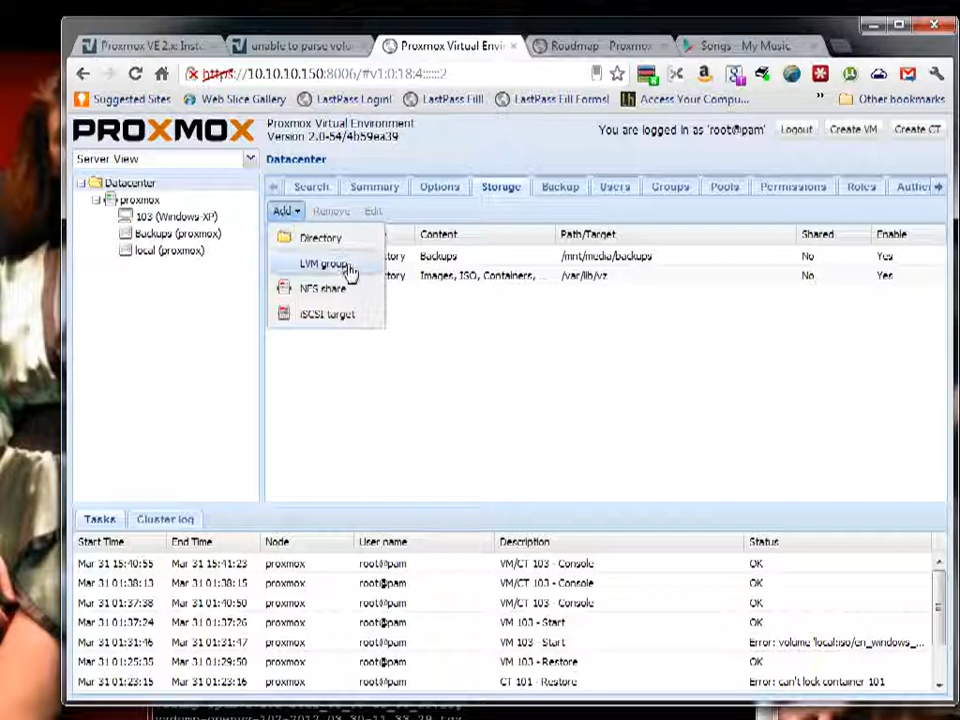 Proxmox VE 2.x: Inst:
unable to parse volu
Proxmox Virtual Envir
Roadmap - Proxmox
Songs - My Music
https://10.10.10.150:8006/#v1:0:18:4::::::2
Suggested Sites
Web Slice Gallery
LastPass Login!
LastPass Fill!
LastPass Fill Forms!
Access Your Compu...
»
Other bookmarks
PROXMOX
Proxmox Virtual Environment
Version 2.0-54/4b59ea39
You are logged in as 'root@pam'
Logout
Create VM
Create CT
Server View
Datacenter
Datacenter
proxmox
103 (Windows-XP)
Backups (proxmox)
local (proxmox)
Search
Summary
Options
Storage
Backup
Users
Groups
Pools
Permissions
Roles
Auther
Add
Remove
Edit
Directory
LVM group
NFS share
iSCSI target
Content
Path/Target
Shared
Enable
ctory
Backups
/mnt/media/backups
No
Yes
ctory
Images, ISO, Containers, ...
/var/lib/vz
No
Yes
Tasks
Cluster log
Start Time
End Time
Node
User name
Description
Status
Mar 31 15:40:55
Mar 31 15:41:23
proxmox
root@pam
VM/CT 103 - Console
OK
Mar 31 01:38:13
Mar 31 01:38:15
proxmox
root@pam
VM/CT 103 - Console
OK
Mar 31 01:37:38
Mar 31 01:40:50
proxmox
root@pam
VM/CT 103 - Console
OK
Mar 31 01:37:24
Mar 31 01:37:26
proxmox
root@pam
VM 103 - Start
OK
Mar 31 01:31:46
Mar 31 01:31:47
proxmox
root@pam
VM 103 - Start
Error: volume 'local:iso/en_windows_...
Mar 31 01:25:35
Mar 31 01:29:50
proxmox
root@pam
VM 103 - Restore
OK
Mar 31 01:23:15
Mar 31 01:23:16
proxmox
root@pam
CT 101 - Restore
Error: can't lock container 101